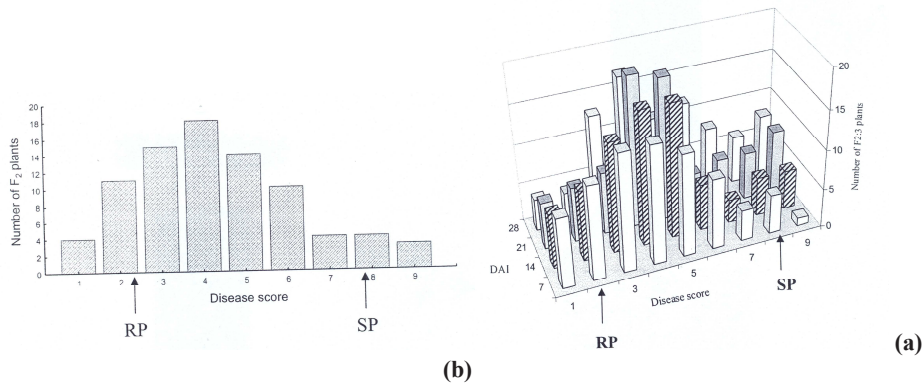 20
18
16
14
12
10
8
6
4
2
0
Number of F2 plants
1 2 3 4 5 6 7 8 9
Disease score
RP
SP
(b)
20
15
10
5
0
Number of F2:3 plants
28
21
14
7
DAI
1 3 5 7 9
Disease score
RP
SP
(a)